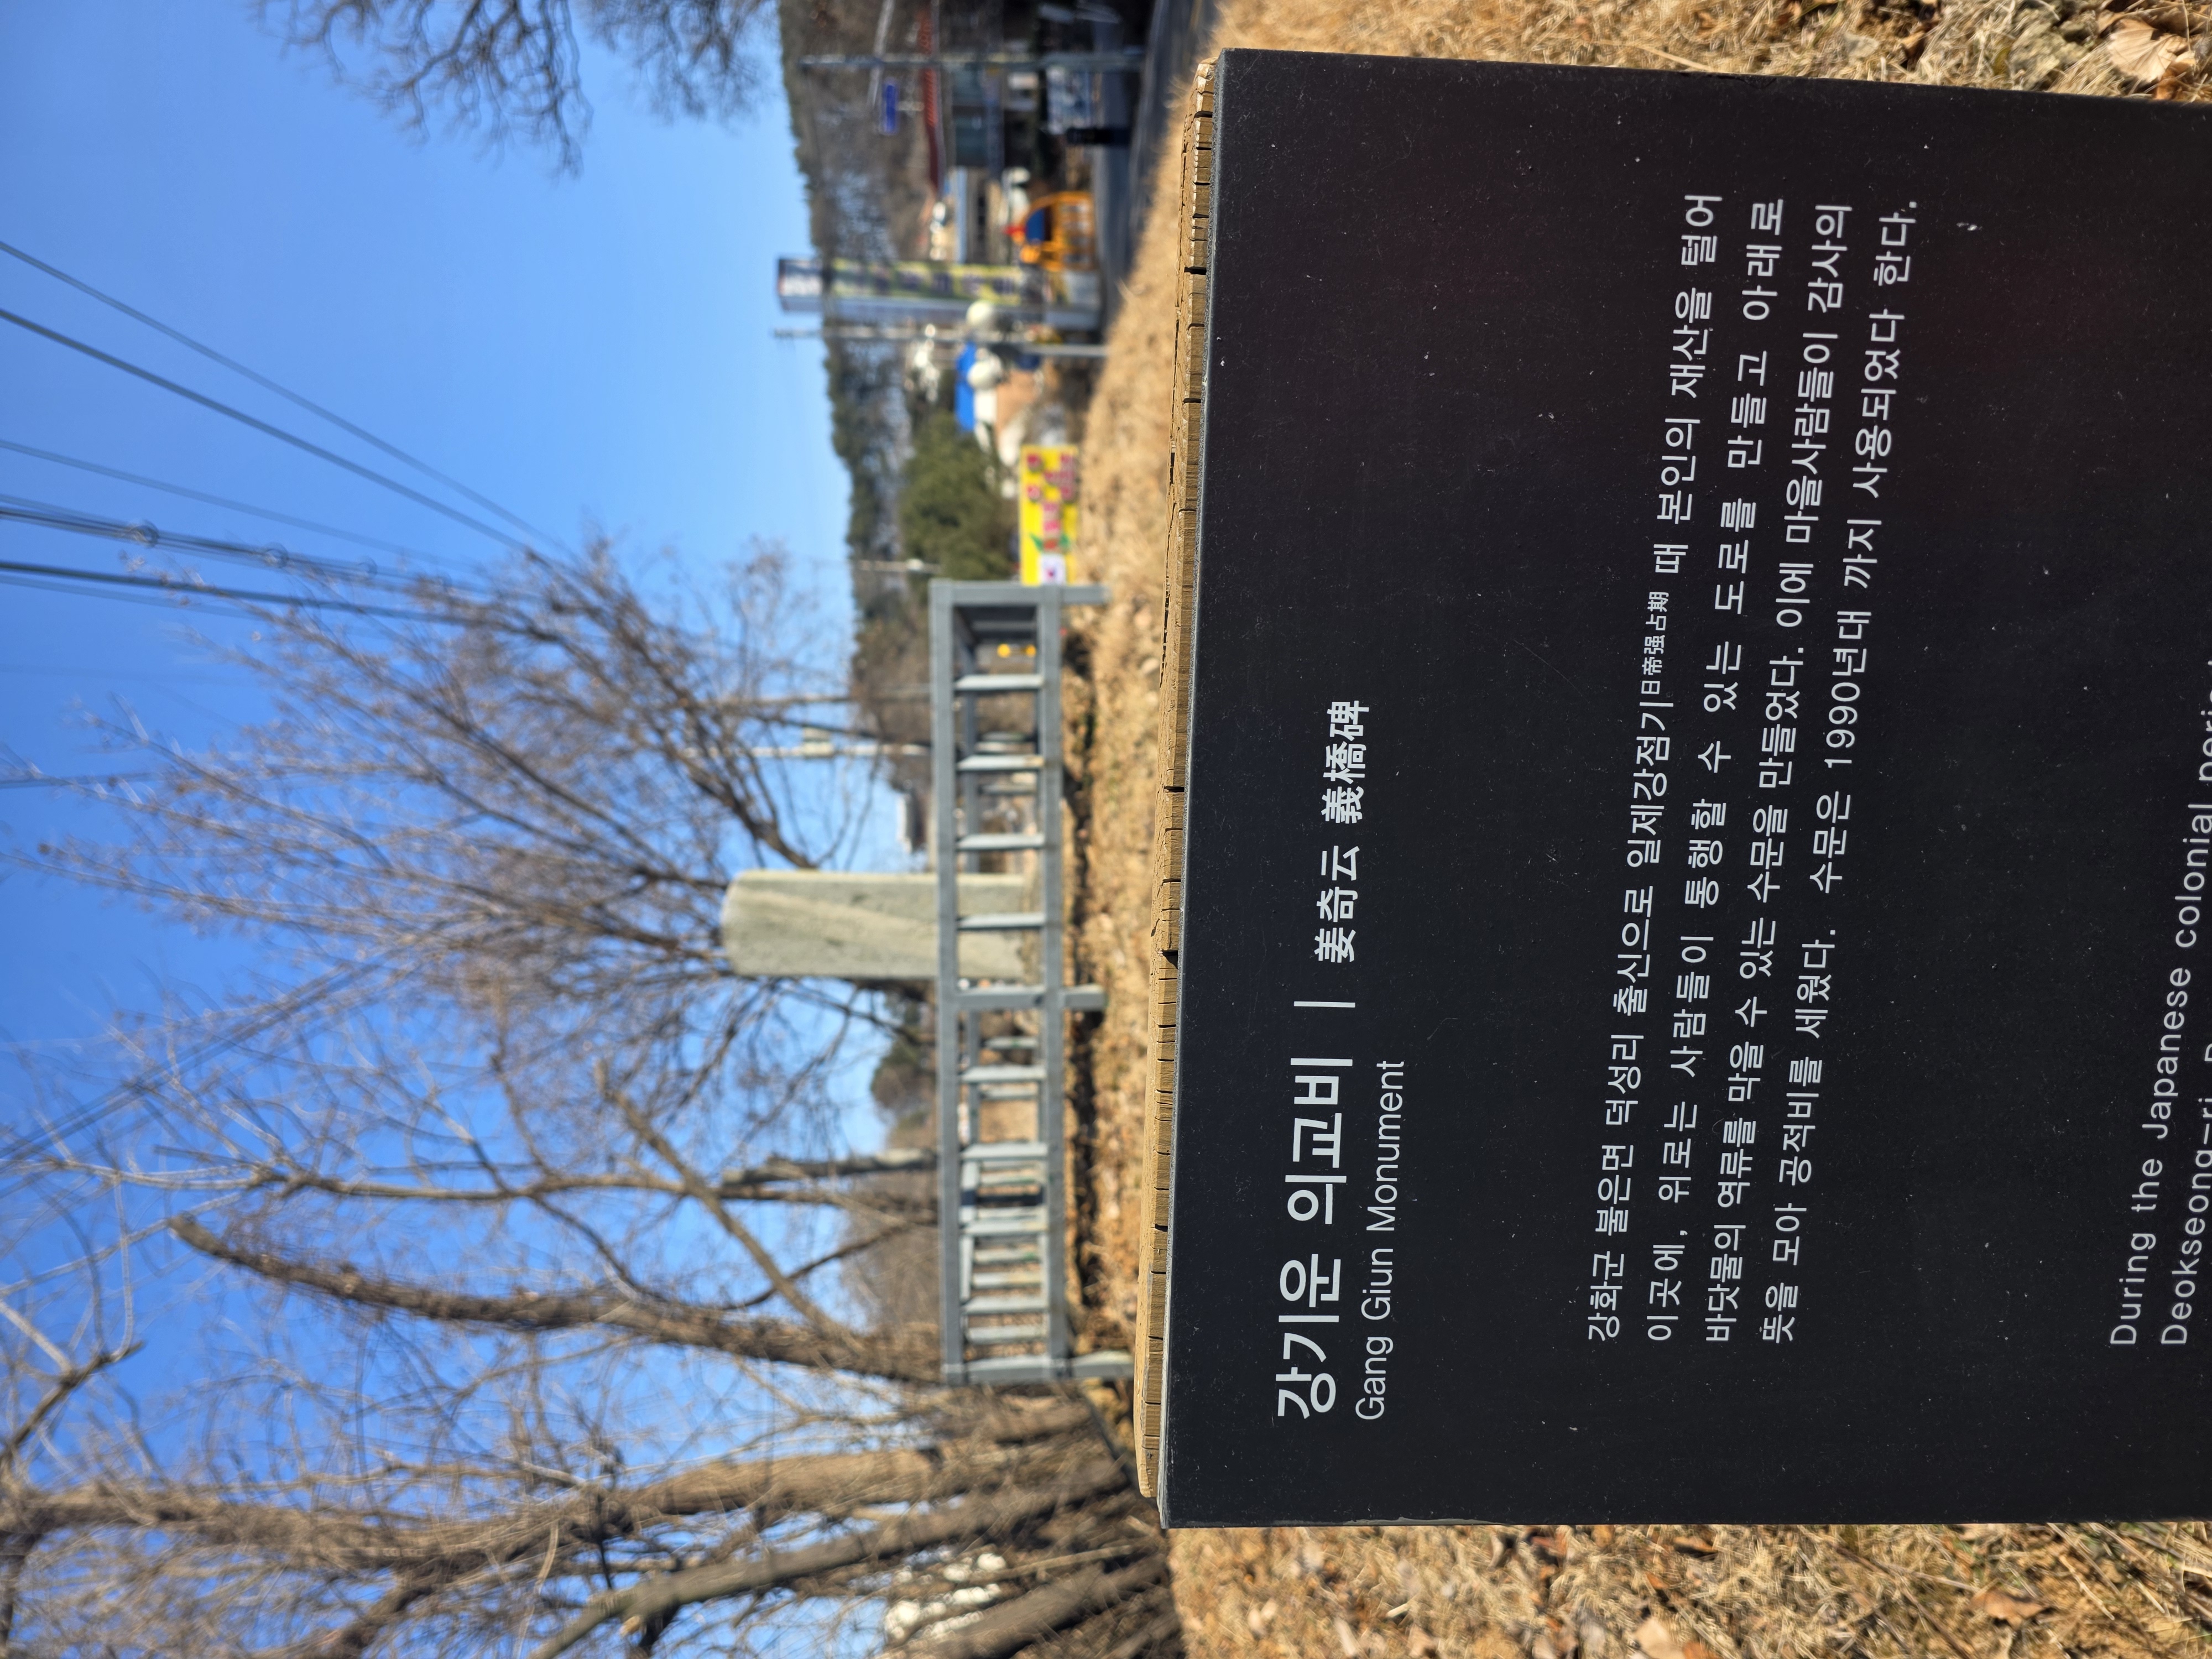 강기운 의교비 | 姜奇云 義橋碑
Gang Giun Monument
강화군 불은면 덕성리 출신으로 일제강점기日帝强占期 때 본인의 재산을 털어
이곳에, 위로는 사람들이 통행할 수 있는 도로를 만들고 아래로
바닷물의 역류를 막을 수 있는 수문을 만들었다. 이에 마을사람들이 감사의
뜻을 모아 공적비를 세웠다. 수문은 1990년대 까지 사용되었다 한다.
During the Japanese colonial
Deokseong-ri,